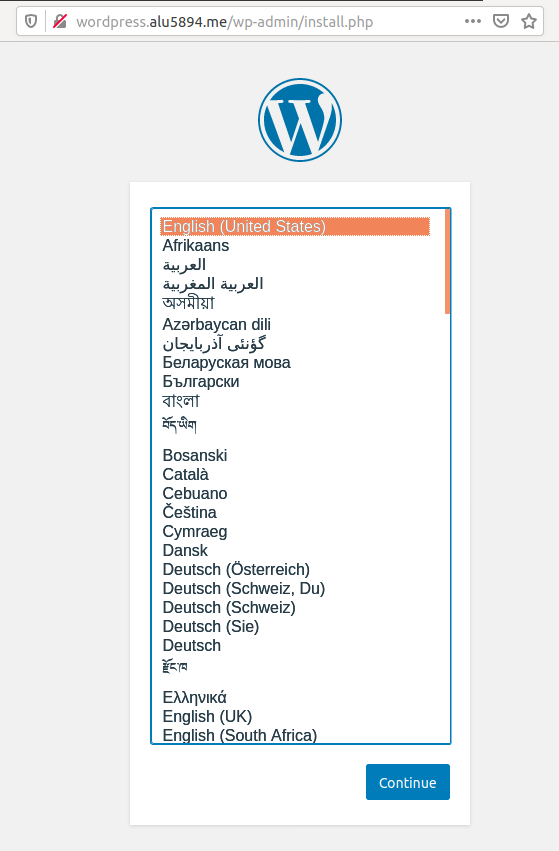 wordpress.alu5894.me/wp-admin/install.php
English (United States)
Afrikaans
العربية
العربية المغربية
অসমীয়া
Azərbaycan dili
گؤنئی آذربایجان
Беларуская мова
Български
বাংলা
བོད་ཡིག
Bosanski
Català
Cebuano
Čeština
Cymraeg
Dansk
Deutsch (Österreich)
Deutsch (Schweiz, Du)
Deutsch (Schweiz)
Deutsch (Sie)
Deutsch
རྫོང་ཁ
Ελληνικά
English (UK)
English (South Africa)
Continue